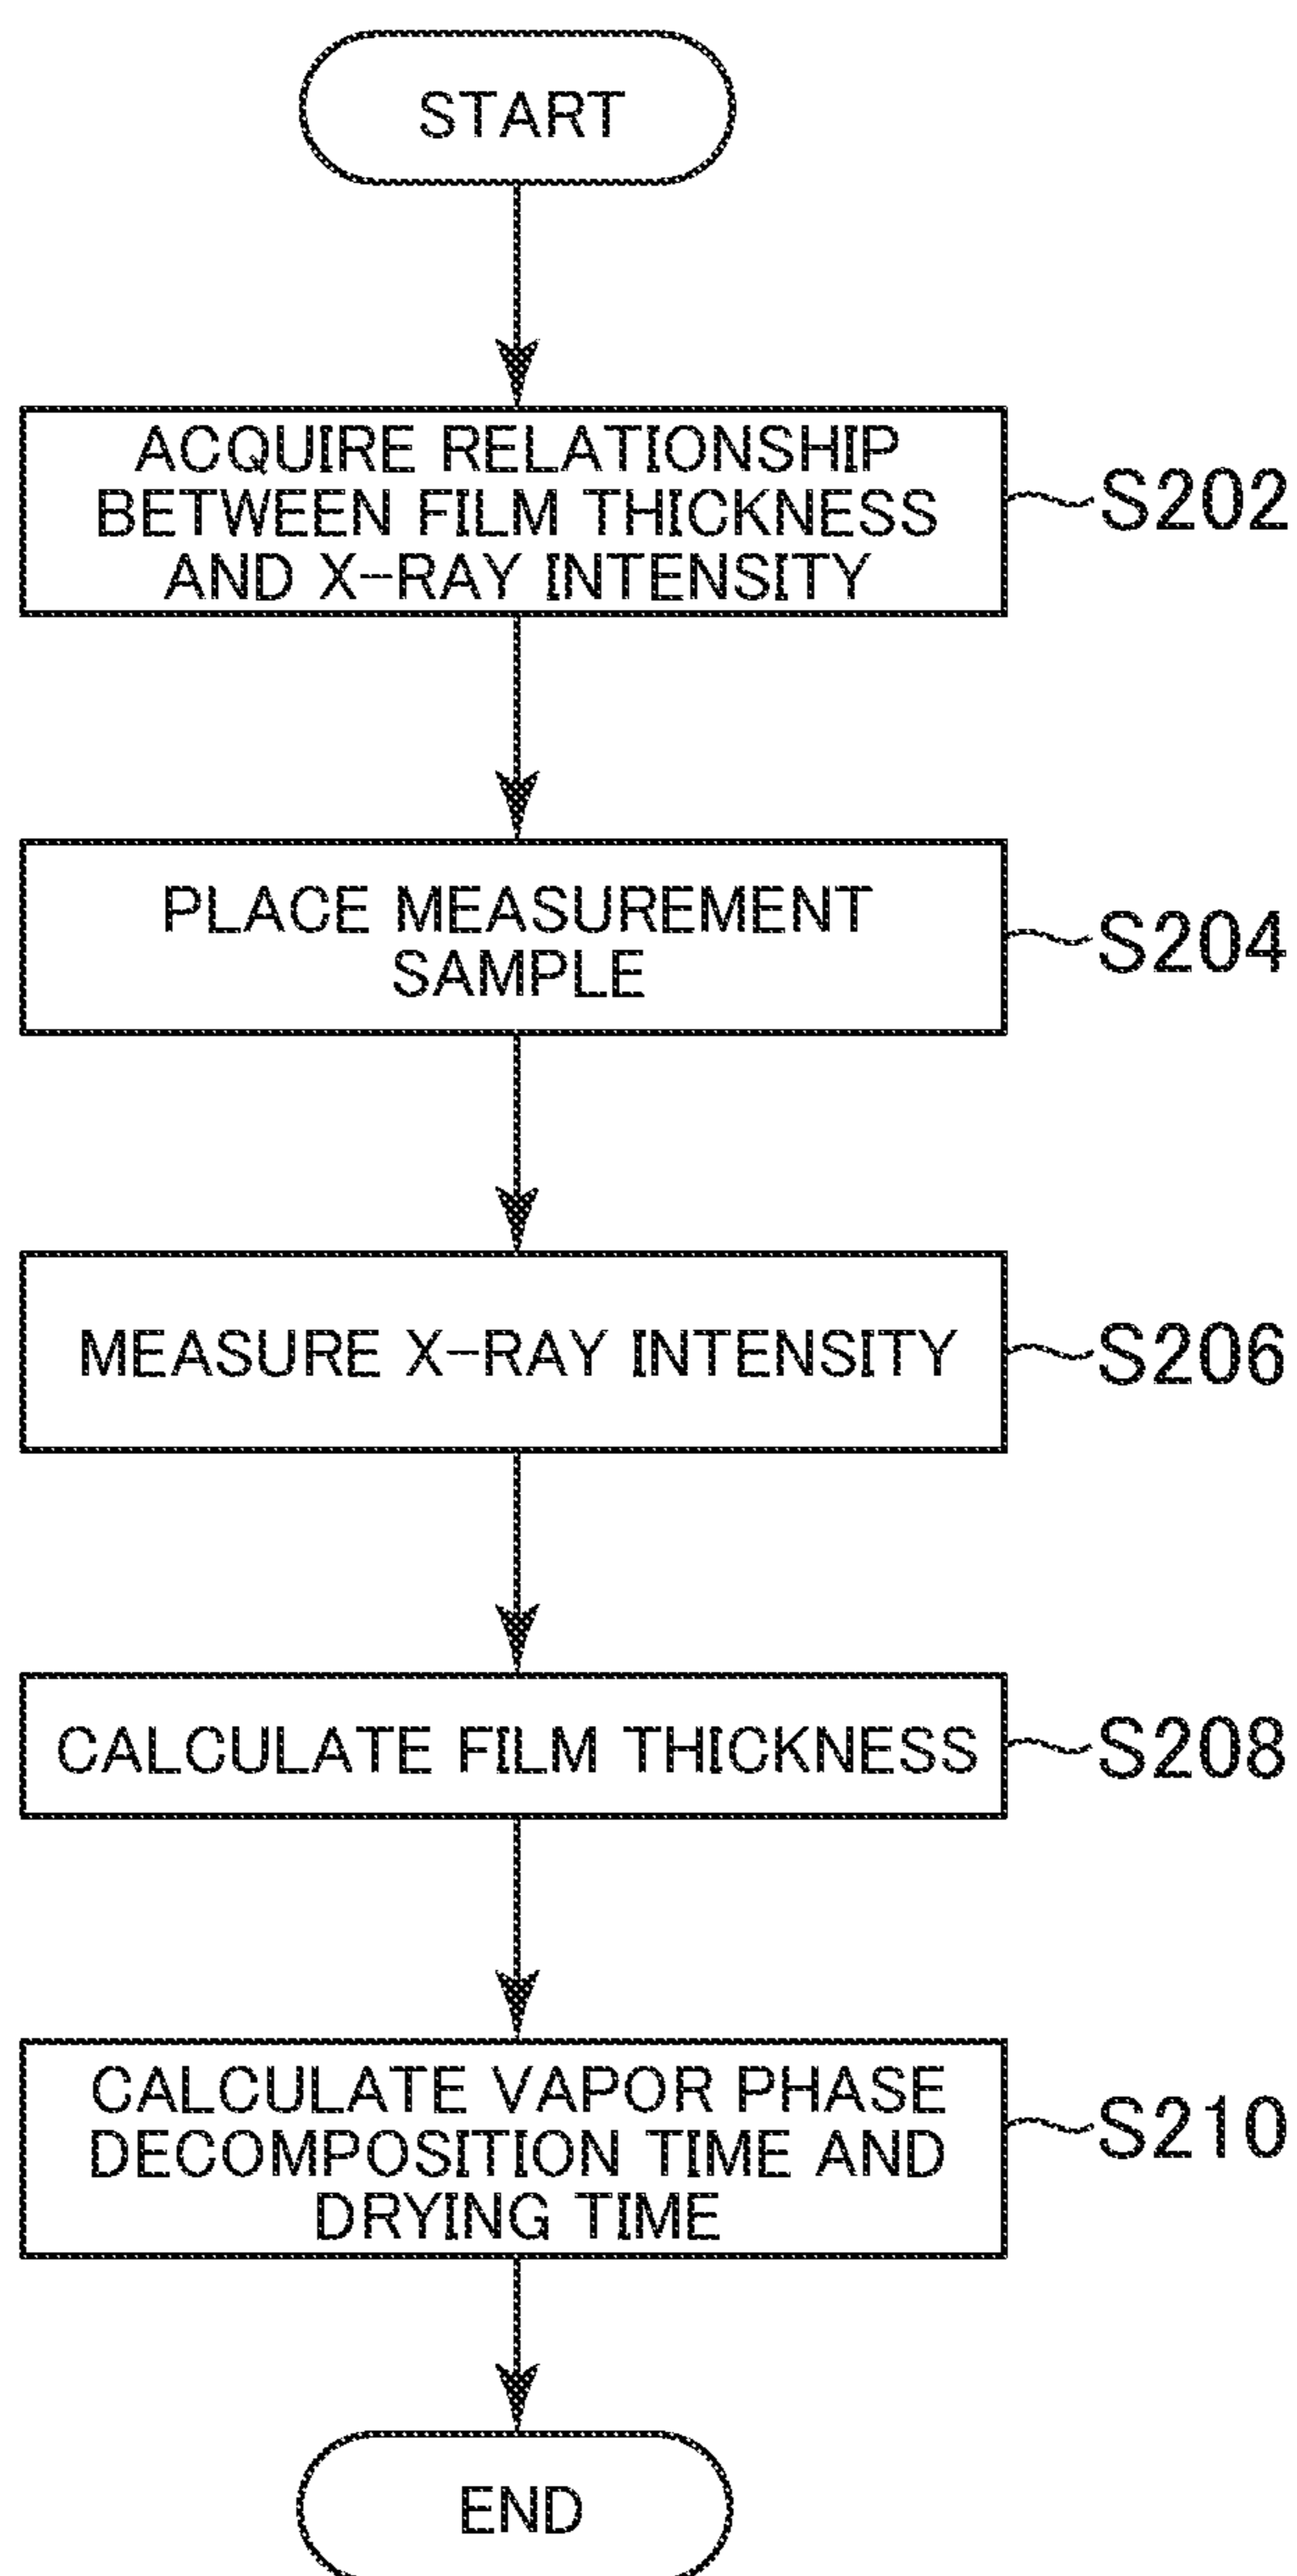 START
ACQUIRE RELATIONSHIP
BETWEEN FILM THICKNESS
AND X-RAY INTENSITY
S202
PLACE MEASUREMENT
SAMPLE
S204
MEASURE X-RAY INTENSITY
S206
CALCULATE FILM THICKNESS
S208
CALCULATE VAPOR PHASE
DECOMPOSITION TIME AND
DRYING TIME
S210
END